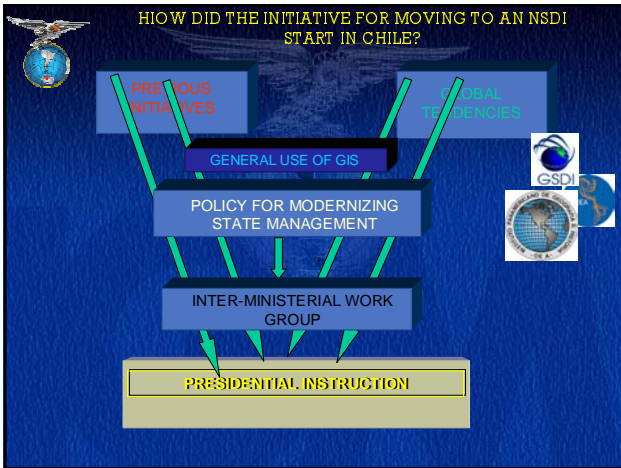 HIOW DID THE INITIATIVE FOR MOVING TO AN NSDI
START IN CHILE?
PREVIOUS
INITIATIVES
GLOBAL
TENDENCIES
GENERAL USE OF GIS
GSDI
POLICY FOR MODERNIZING
STATE MANAGEMENT
INTER-MINISTERIAL WORK
GROUP
PRESIDENTIAL INSTRUCTION